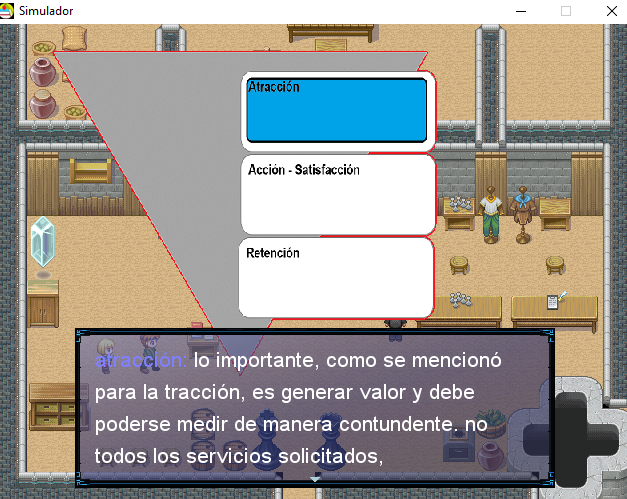 Simulador
Atracción
Acción - Satisfacción
Retención
atracción: lo importante, como se mencionó
para la tracción, es generar valor y debe
poderse medir de manera contundente. no
todos los servicios solicitados,